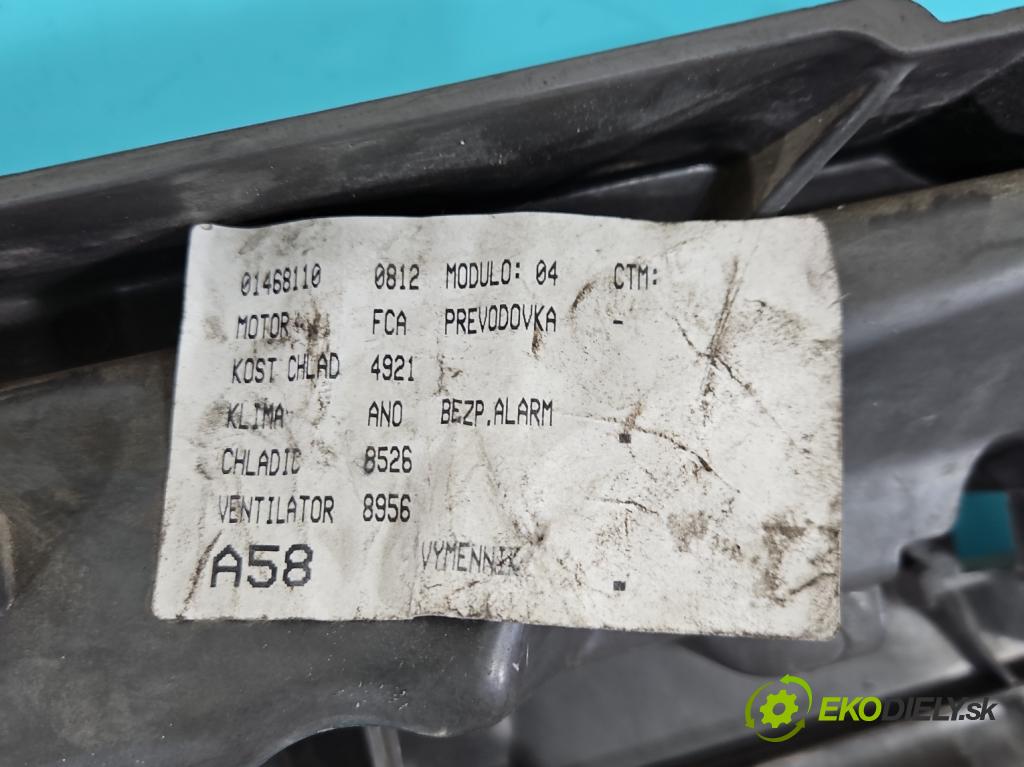 01468110 0812 MODULO: 04 CTM:
MOTOR FCA PREVODOVKA -
KOST CHLAD 4921
KLIMA ANO BEZP.ALARM
CHLADIC 8526
VENTILATOR 8956
A58 VYMENNIK
EKODIELY.sk